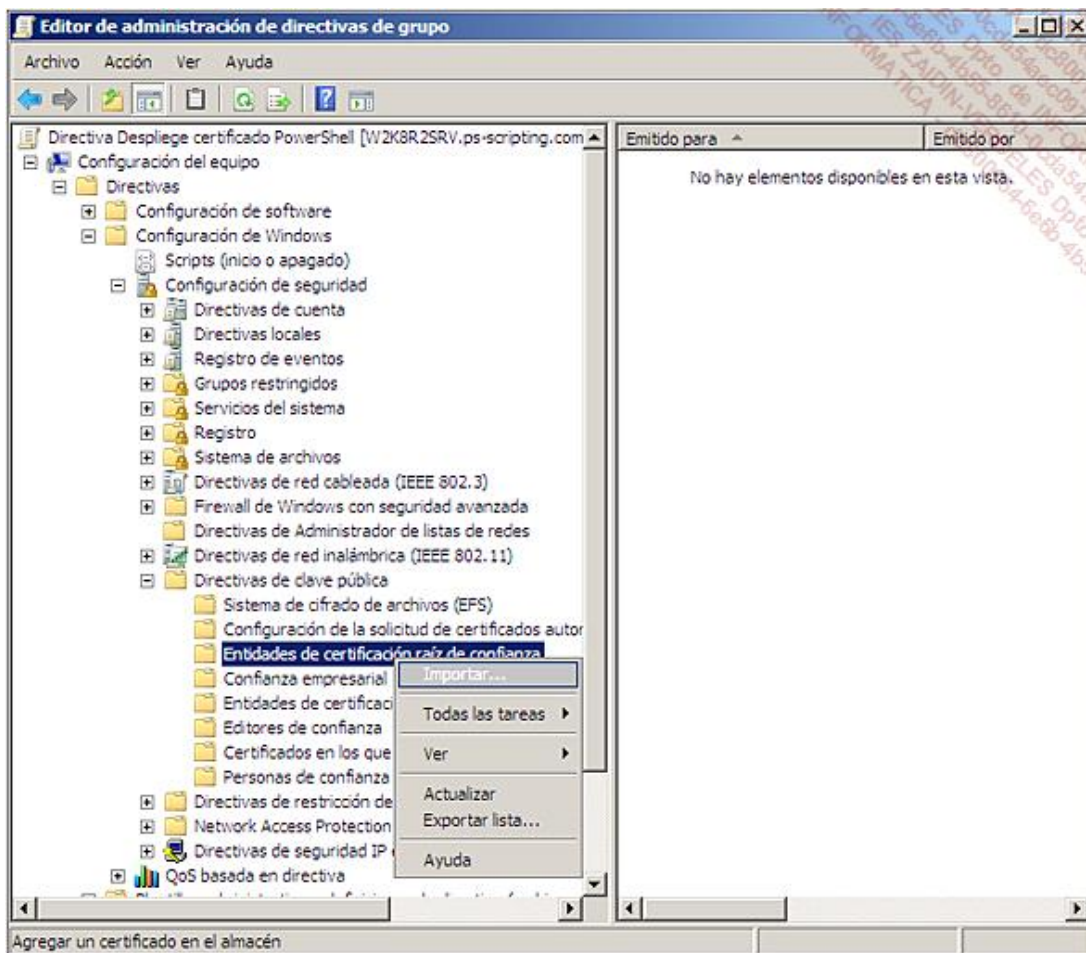 Editor de administración de directivas de grupo
Archivo Acción Ver Ayuda
Directiva Despliege certificado PowerShell [W2K8R2SRV.ps-scripting.com
Configuración del equipo
Directivas
Configuración de software
Configuración de Windows
Scripts (inicio o apagado)
Configuración de seguridad
Directivas de cuenta
Directivas locales
Registro de eventos
Grupos restringidos
Servicios del sistema
Registro
Sistema de archivos
Directivas de red cableada (IEEE 802.3)
Firewall de Windows con seguridad avanzada
Directivas de Administrador de listas de redes
Directivas de red inalámbrica (IEEE 802.11)
Directivas de clave pública
Sistema de cifrado de archivos (EFS)
Configuración de la solicitud de certificados autor
Entidades de certificación raíz de confianza
Confianza empresarial
Entidades de certificaci
Editores de confianza
Certificados en los que
Personas de confianza
Directivas de restricción de
Network Access Protection
Directivas de seguridad IP
QoS basada en directiva
Importar...
Todas las tareas
Ver
Actualizar
Exportar lista...
Ayuda
Emitido para Emitido por
No hay elementos disponibles en esta vista.
Agregar un certificado en el almacén